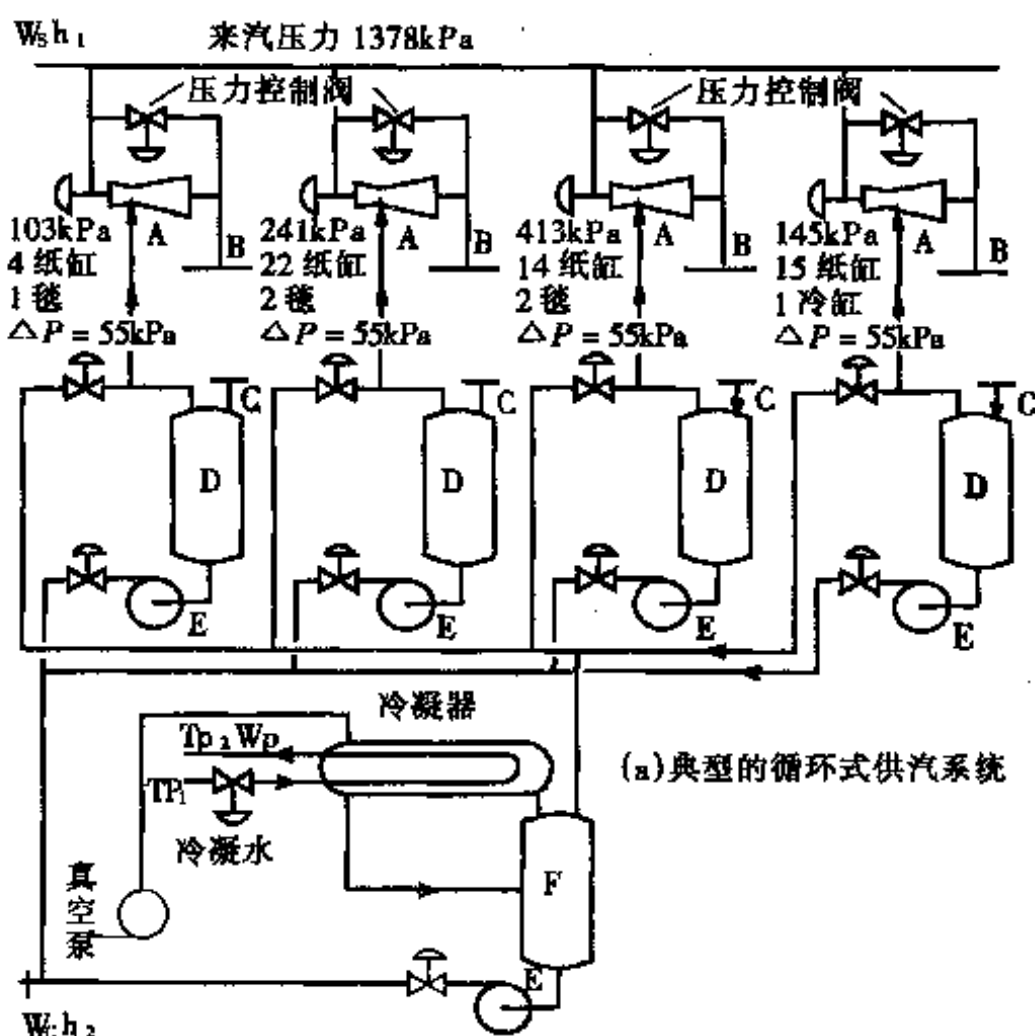 Wsh₁ 来汽压力 1378kPa
压力控制阀 压力控制阀
A A A A
B B B B
103kPa
4 纸缸
1 毯
△P = 55kPa
241kPa
22 纸缸
2 毯
△P = 55kPa
413kPa
14 纸缸
2 毯
△P = 55kPa
145kPa
15 纸缸
1 冷缸
△P = 55kPa
C C C C
D D D D
E E E E
冷凝器
Tp₂ Wp
(a)典型的循环式供汽系统
TP₁
冷凝水
F
真空泵
E
Wch₂